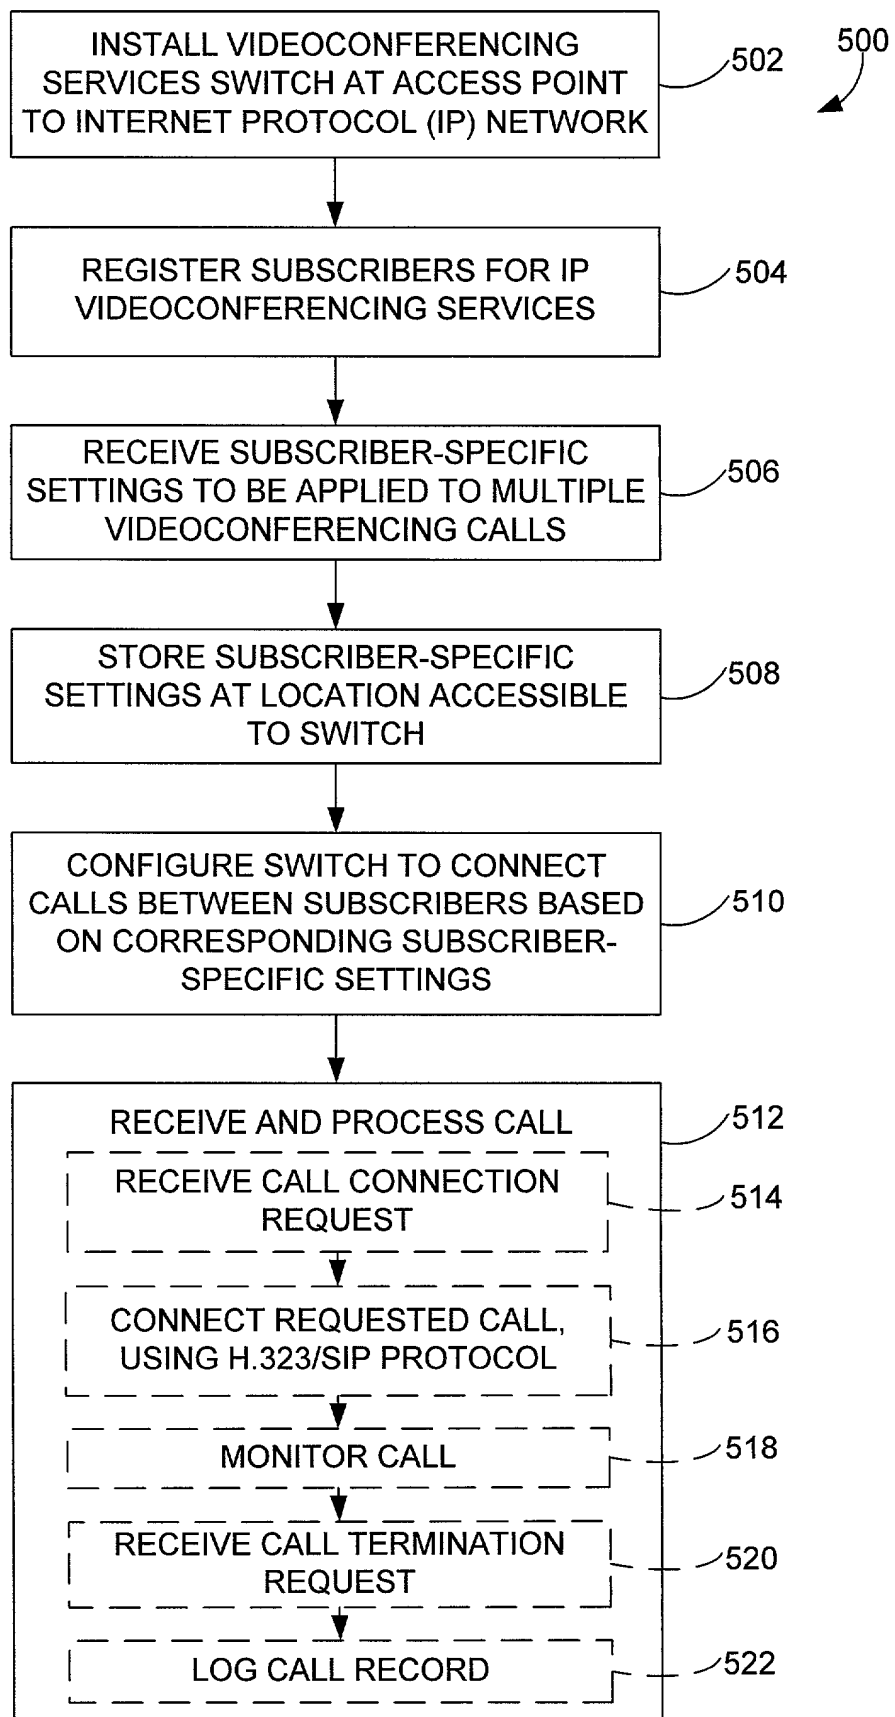 INSTALL VIDEOCONFERENCING
SERVICES SWITCH AT ACCESS POINT
TO INTERNET PROTOCOL (IP) NETWORK
502
500
REGISTER SUBSCRIBERS FOR IP
VIDEOCONFERENCING SERVICES
504
RECEIVE SUBSCRIBER-SPECIFIC
SETTINGS TO BE APPLIED TO MULTIPLE
VIDEOCONFERENCING CALLS
506
STORE SUBSCRIBER-SPECIFIC
SETTINGS AT LOCATION ACCESSIBLE
TO SWITCH
508
CONFIGURE SWITCH TO CONNECT
CALLS BETWEEN SUBSCRIBERS BASED
ON CORRESPONDING SUBSCRIBER-
SPECIFIC SETTINGS
510
RECEIVE AND PROCESS CALL
512
RECEIVE CALL CONNECTION
REQUEST
514
CONNECT REQUESTED CALL,
USING H.323/SIP PROTOCOL
516
MONITOR CALL
518
RECEIVE CALL TERMINATION
REQUEST
520
LOG CALL RECORD
522